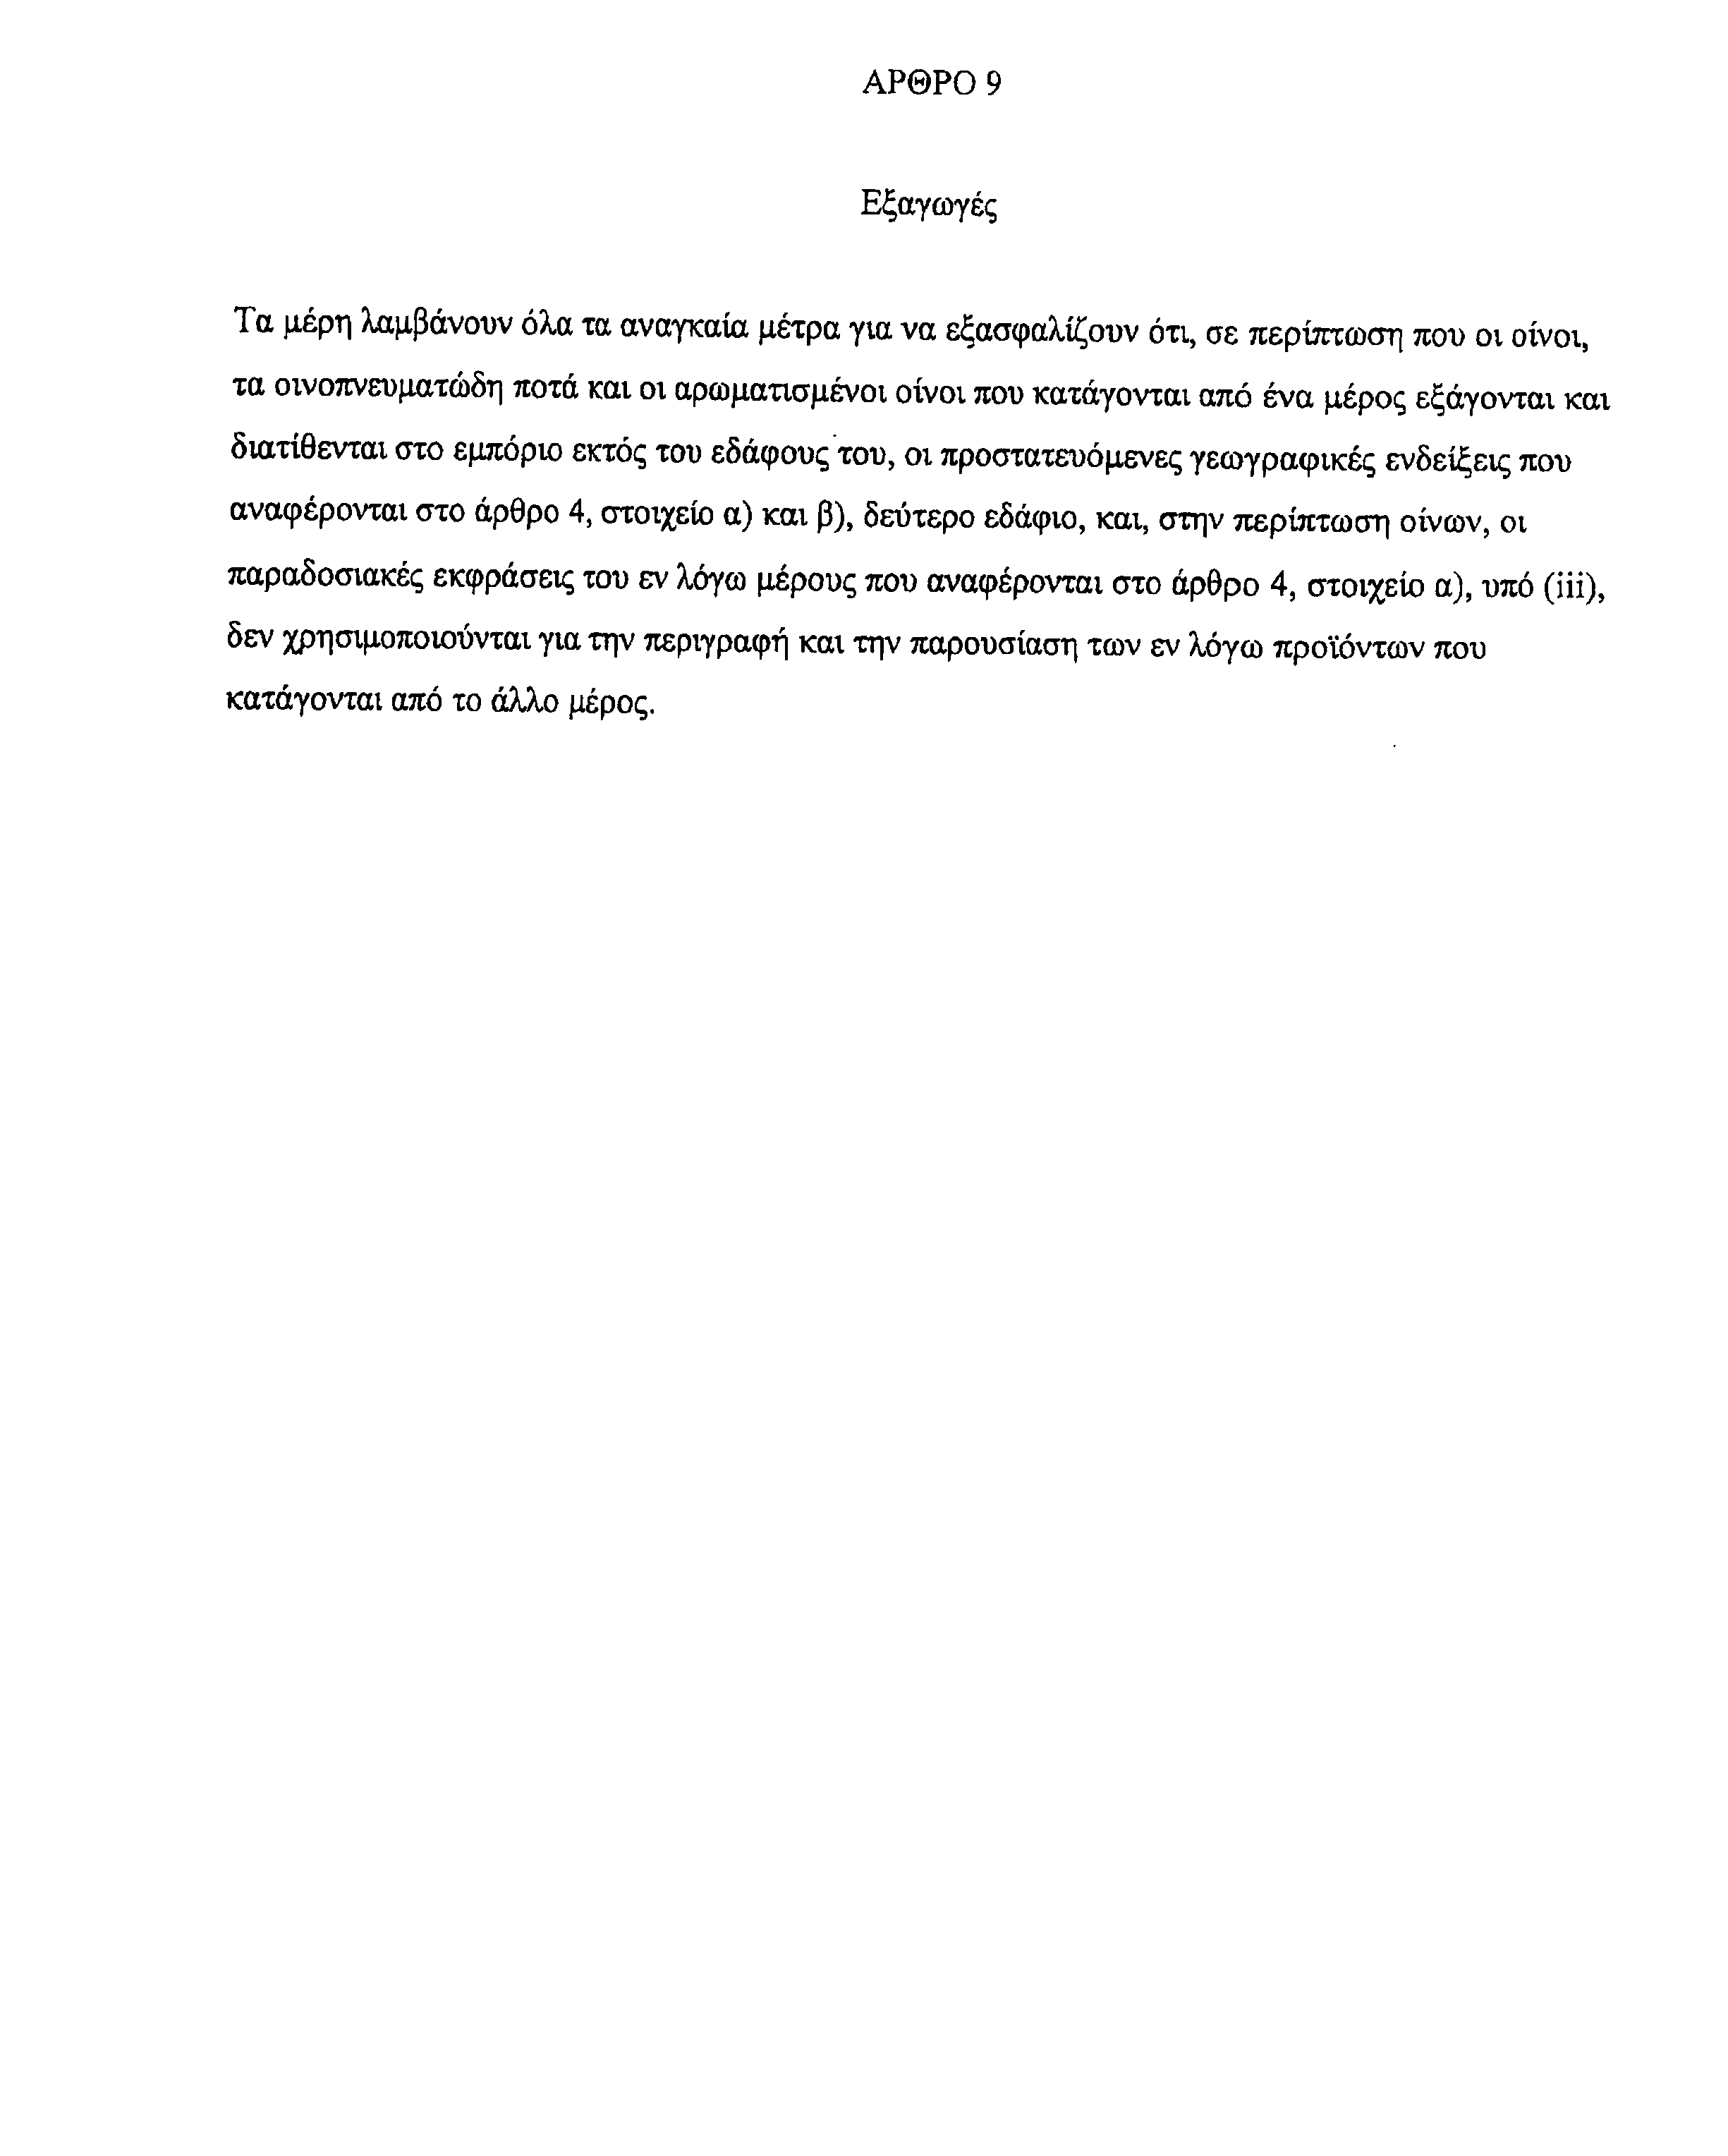 ΑΡΘΡΟ 9
Εξαγωγές
Τα μέρη λαμβάνουν όλα τα αναγκαία μέτρα για να εξασφαλίζουν ότι, σε περίπτωση που οι οίνοι,
τα οινοπνευματώδη ποτά και οι αρωματισμένοι οίνοι που κατάγονται από ένα μέρος εξάγονται και
διατίθενται στο εμπόριο εκτός του εδάφους του, οι προστατευόμενες γεωγραφικές ενδείξεις που
αναφέρονται στο άρθρο 4, στοιχείο α) και β), δεύτερο εδάφιο, και, στην περίπτωση οίνων, οι
παραδοσιακές εκφράσεις του εν λόγω μέρους που αναφέρονται στο άρθρο 4, στοιχείο α), υπό (iii),
δεν χρησιμοποιούνται για την περιγραφή και την παρουσίαση των εν λόγω προϊόντων που
κατάγονται από το άλλο μέρος.